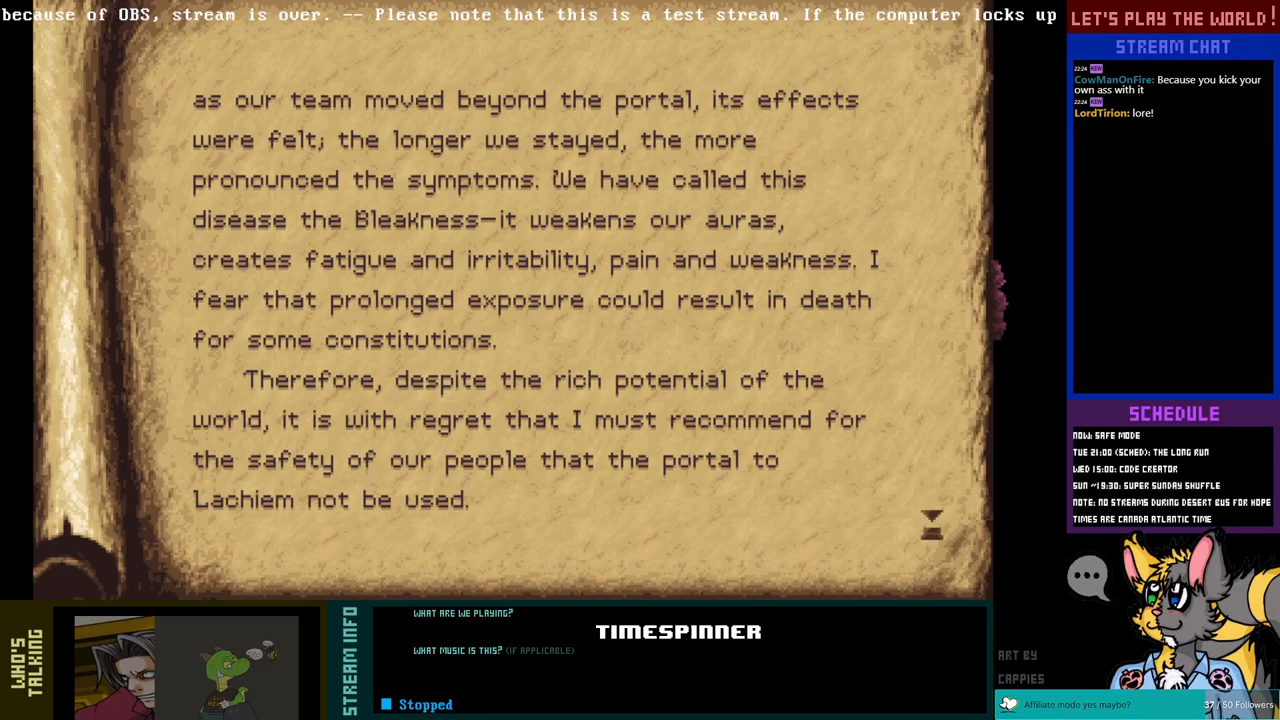 because of OBS, stream is over. -- Please note that this is a test stream. If the computer locks up
LET'S PLAY THE WORLD!
STREAM CHAT
22:24 KEW
CowManOnFire: Because you kick your
own ass with it
22:24 KEW
LordTirion: lore!
as our team moved beyond the portal, its effects
were felt; the longer we stayed, the more
pronounced the symptoms. We have called this
disease the Bleakness—it weakens our auras,
creates fatigue and irritability, pain and weakness. I
fear that prolonged exposure could result in death
for some constitutions.
Therefore, despite the rich potential of the
world, it is with regret that I must recommend for
the safety of our people that the portal to
Lachiem not be used.
SCHEDULE
NOW: SAFE MODE
TUE 21:00 (SCHED): THE LONG RUN
WED 15:00: CODE CREATOR
SUN ~19:30: SUPER SUNDAY SHUFFLE
NOTE: NO STREAMS DURING DESERT BUS FOR HOPE
TIMES ARE CANADA ATLANTIC TIME
WHO'S
TALKING
STREAM INFO
WHAT ARE WE PLAYING?
TIMESPINNER
WHAT MUSIC IS THIS? (IF APPLICABLE)
Stopped
ART BY
CAPPIES
Affiliate mode yes maybe?
37 / 50 Followers